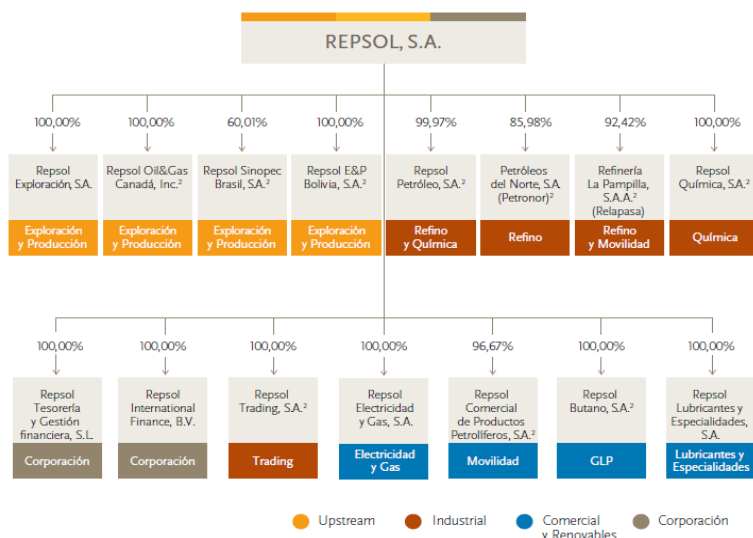 REPSOL, S.A.
100,00%
100,00%
60,01%
100,00%
99,97%
85,98%
92,42%
100,00%
Repsol
Exploración, S.A.
Repsol Oil&Gas
Canadá, Inc.²
Repsol Sinopec
Brasil, S.A.²
Repsol E&P
Bolivia, S.A.²
Repsol
Petróleo, S.A.²
Petróleos
del Norte, S.A.
(Petronor)²
Refinería
La Pampilla,
S.A.A.²
(Relapasa)
Repsol
Química, S.A.²
Exploración
y Producción
Exploración
y Producción
Exploración
y Producción
Exploración
y Producción
Refino
y Química
Refino
Refino
y Movilidad
Química
100,00%
100,00%
100,00%
100,00%
96,67%
100,00%
100,00%
Repsol
Tesorería
y Gestión
financiera, S.L.
Repsol
International
Finance, B.V.
Repsol
Trading, S.A.²
Repsol
Electricidad
y Gas, S.A.
Repsol
Comercial
de Productos
Petrolíferos, S.A.²
Repsol
Butano, S.A.²
Repsol
Lubricantes y
Especialidades,
S.A.
Corporación
Corporación
Trading
Electricidad
y Gas
Movilidad
GLP
Lubricantes y
Especialidades
Upstream
Industrial
Comercial
y Renovables
Corporación